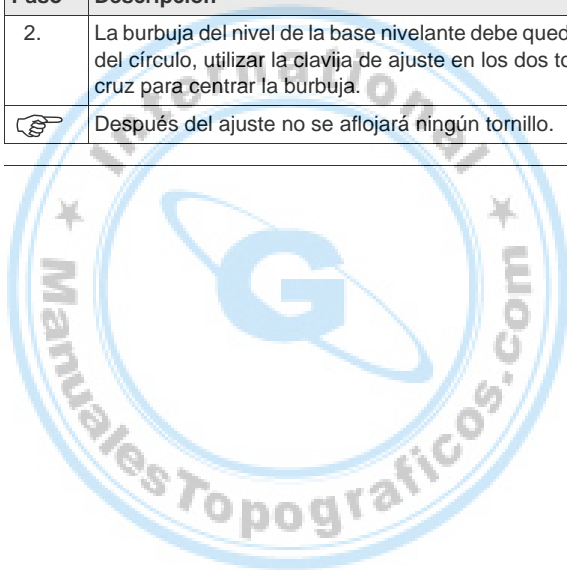 Paso Descripción
2. La burbuja del nivel de la base nivelante debe
del círculo, utilizar la clavija de ajuste en los dos
cruz para centrar la burbuja.
Después del ajuste no se aflojará ningún tornillo.
International
G
ManualesTopograficos.com